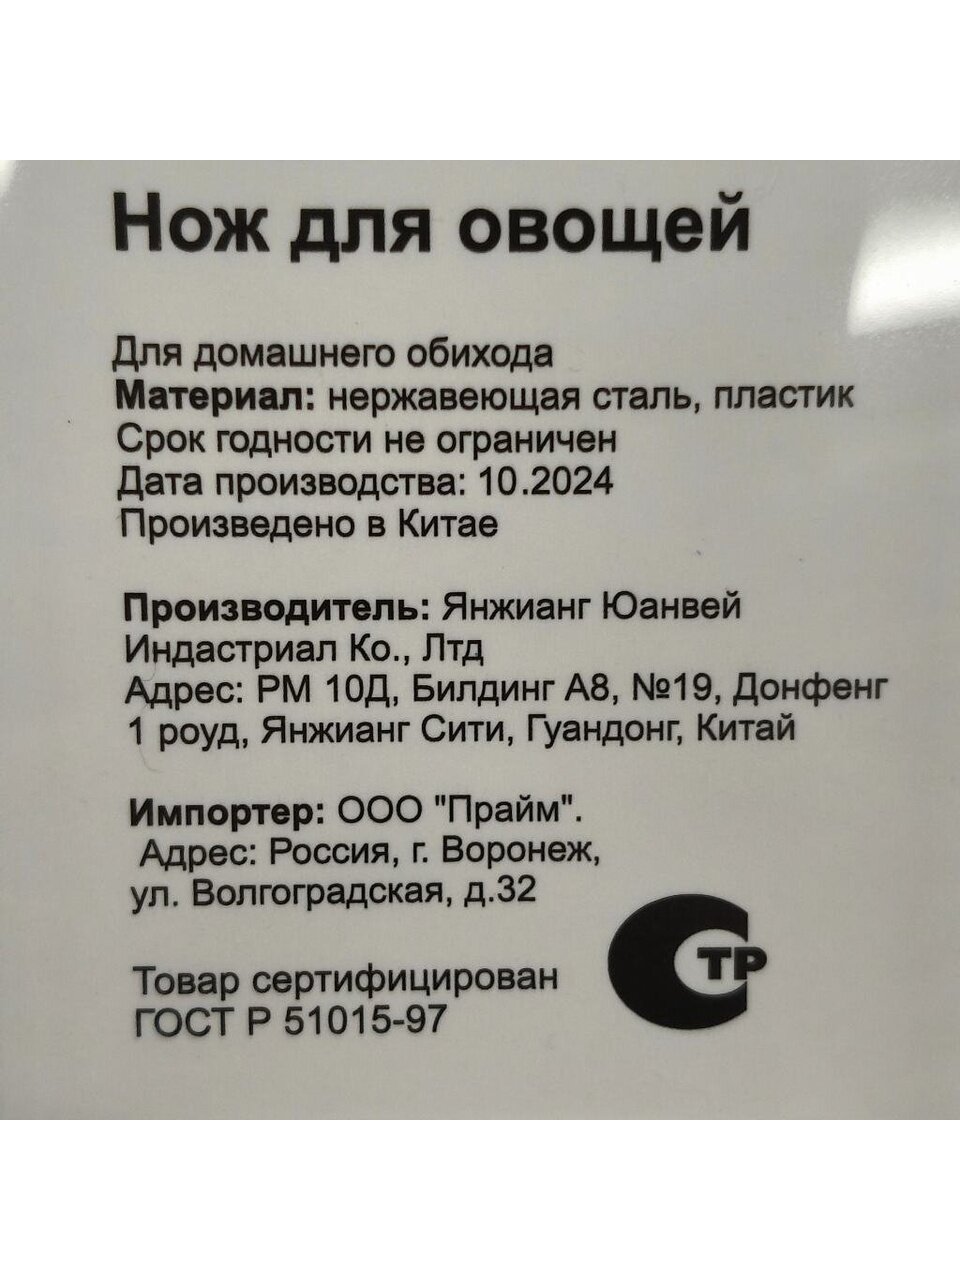 Нож для овощей
Для домашнего обихода
Материал: нержавеющая сталь, пластик
Срок годности не ограничен
Дата производства: 10.2024
Произведено в Китае
Производитель: Янжианг Юанвей
Индастриал Ко., Лтд
Адрес: РМ 10Д, Билдинг А8, №19, Донфенг
1 роуд, Янжианг Сити, Гуандонг, Китай
Импортер: ООО "Прайм".
Адрес: Россия, г. Воронеж,
ул. Волгоградская, д.32
Товар сертифицирован
ГОСТ Р 51015-97
СТР